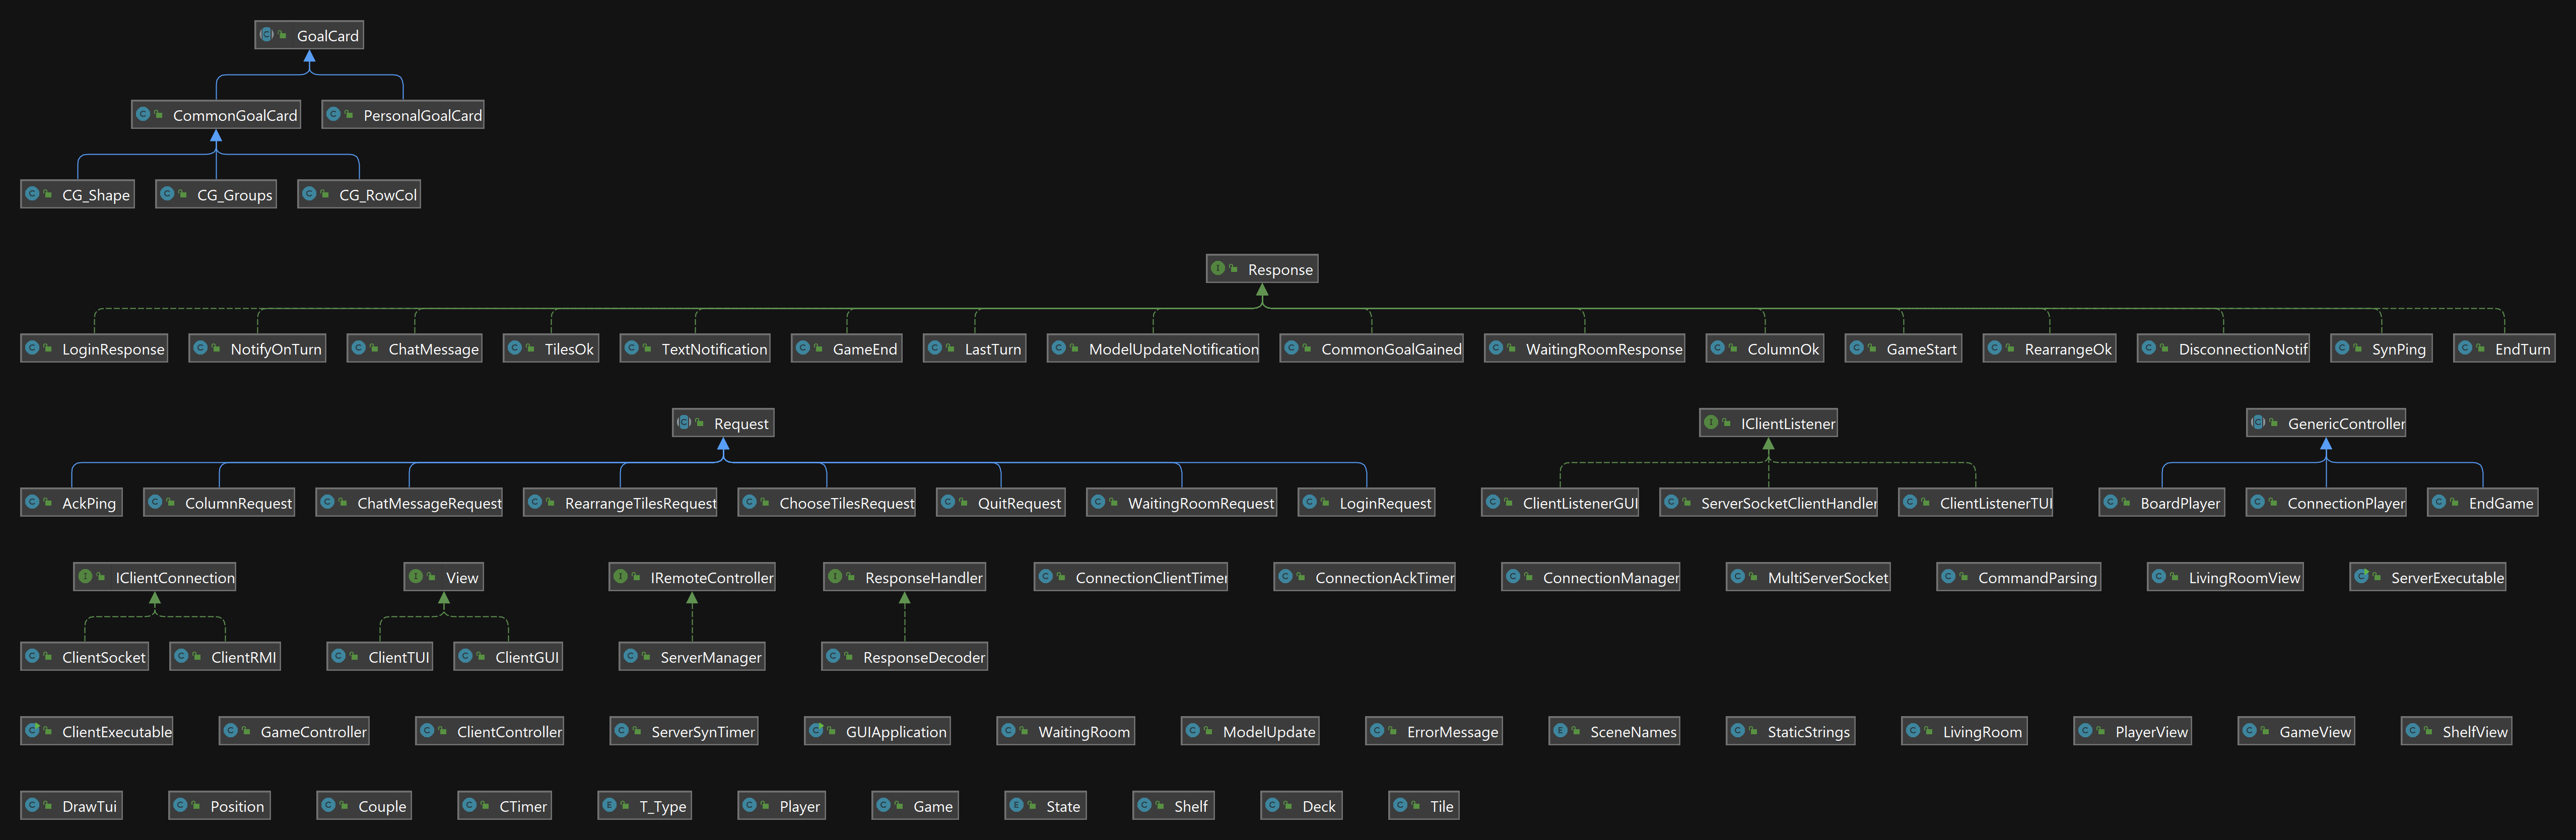 GoalCard
CommonGoalCard PersonalGoalCard
CG_Shape CG_Groups CG_RowCol
Response
LoginResponse NotifyOnTurn ChatMessage TilesOk TextNotification GameEnd LastTurn ModelUpdateNotification CommonGoalGained WaitingRoomResponse ColumnOk GameStart RearrangeOk DisconnectionNotif SynPing EndTurn
Request IClientListener GenericController
AckPing ColumnRequest ChatMessageRequest RearrangeTilesRequest ChooseTilesRequest QuitRequest WaitingRoomRequest LoginRequest ClientListenerGUI ServerSocketClientHandler ClientListenerTUI BoardPlayer ConnectionPlayer EndGame
IClientConnection View IRemoteController ResponseHandler ConnectionClientTimer ConnectionAckTimer ConnectionManager MultiServerSocket CommandParsing LivingRoomView ServerExecutable
ClientSocket ClientRMI ClientTUI ClientGUI ServerManager ResponseDecoder
ClientExecutable GameController ClientController ServerSynTimer GUIApplication WaitingRoom ModelUpdate ErrorMessage SceneNames StaticStrings LivingRoom PlayerView GameView ShelfView
DrawTui Position Couple CTimer T_Type Player Game State Shelf Deck Tile